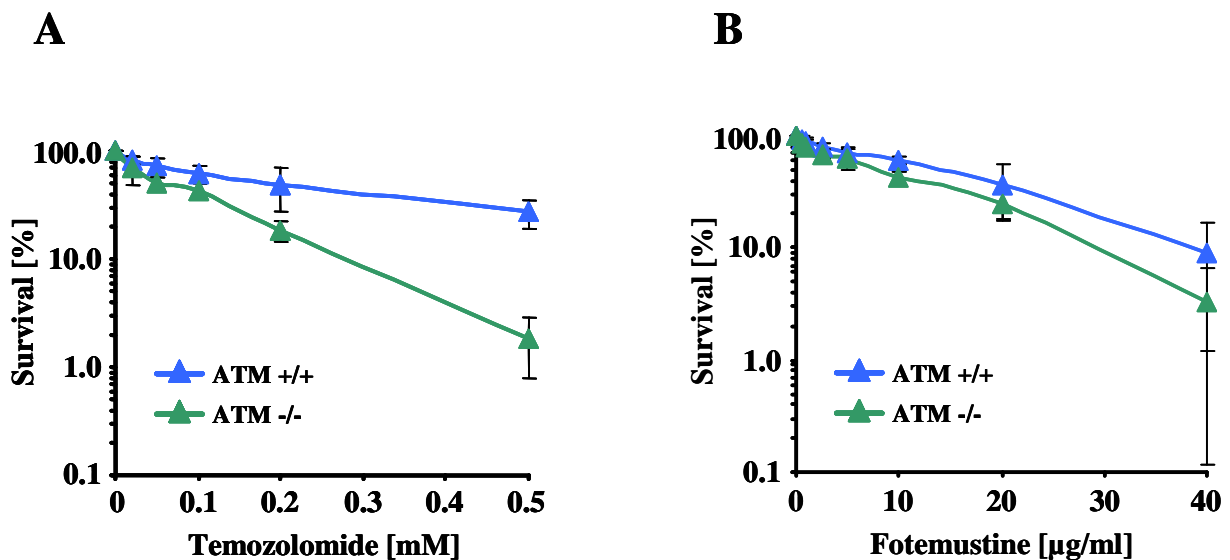 A
Survival [%]
100.0
10.0
1.0
0.1
ATM +/+
ATM -/-
0 0.1 0.2 0.3 0.4 0.5
Temozolomide [mM]
B
Survival [%]
100.0
10.0
1.0
0.1
ATM +/+
ATM -/-
0 10 20 30 40
Fotemustine [µg/ml]